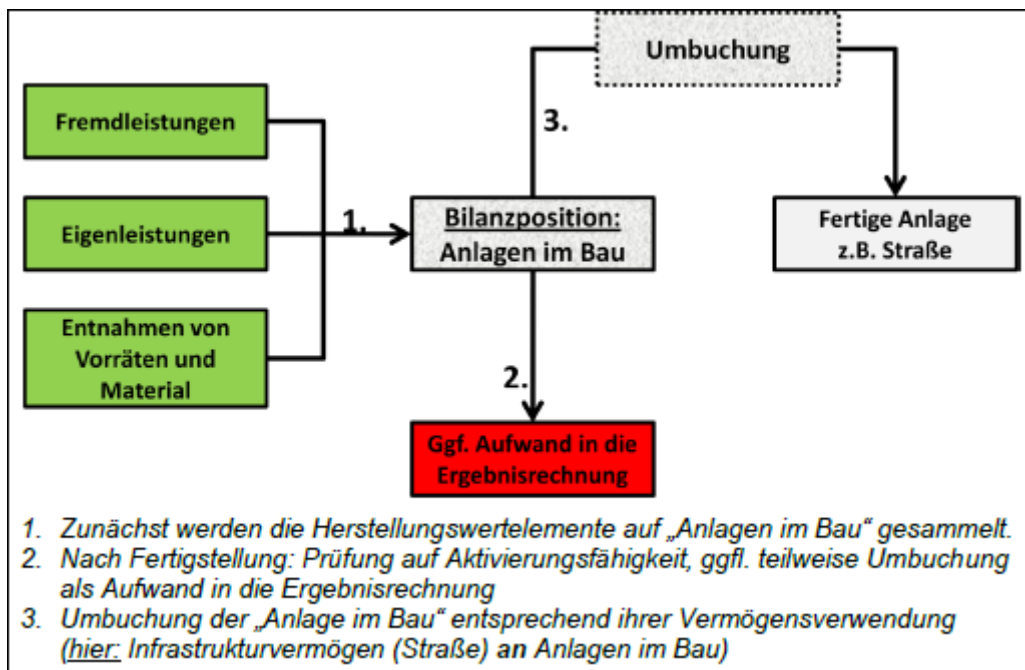 Umbuchung
Fremdleistungen
3.
Eigenleistungen
1.
Bilanzposition:
Anlagen im Bau
Fertige Anlage
z.B. Straße
Entnahmen von
Vorräten und
Material
2.
Ggf. Aufwand in die
Ergebnisrechnung
1. Zunächst werden die Herstellungswertelemente auf „Anlagen im Bau“ gesammelt.
2. Nach Fertigstellung: Prüfung auf Aktivierungsfähigkeit, ggfl. teilweise Umbuchung
als Aufwand in die Ergebnisrechnung
3. Umbuchung der „Anlage im Bau“ entsprechend ihrer Vermögensverwendung
(hier: Infrastrukturvermögen (Straße) an Anlagen im Bau)